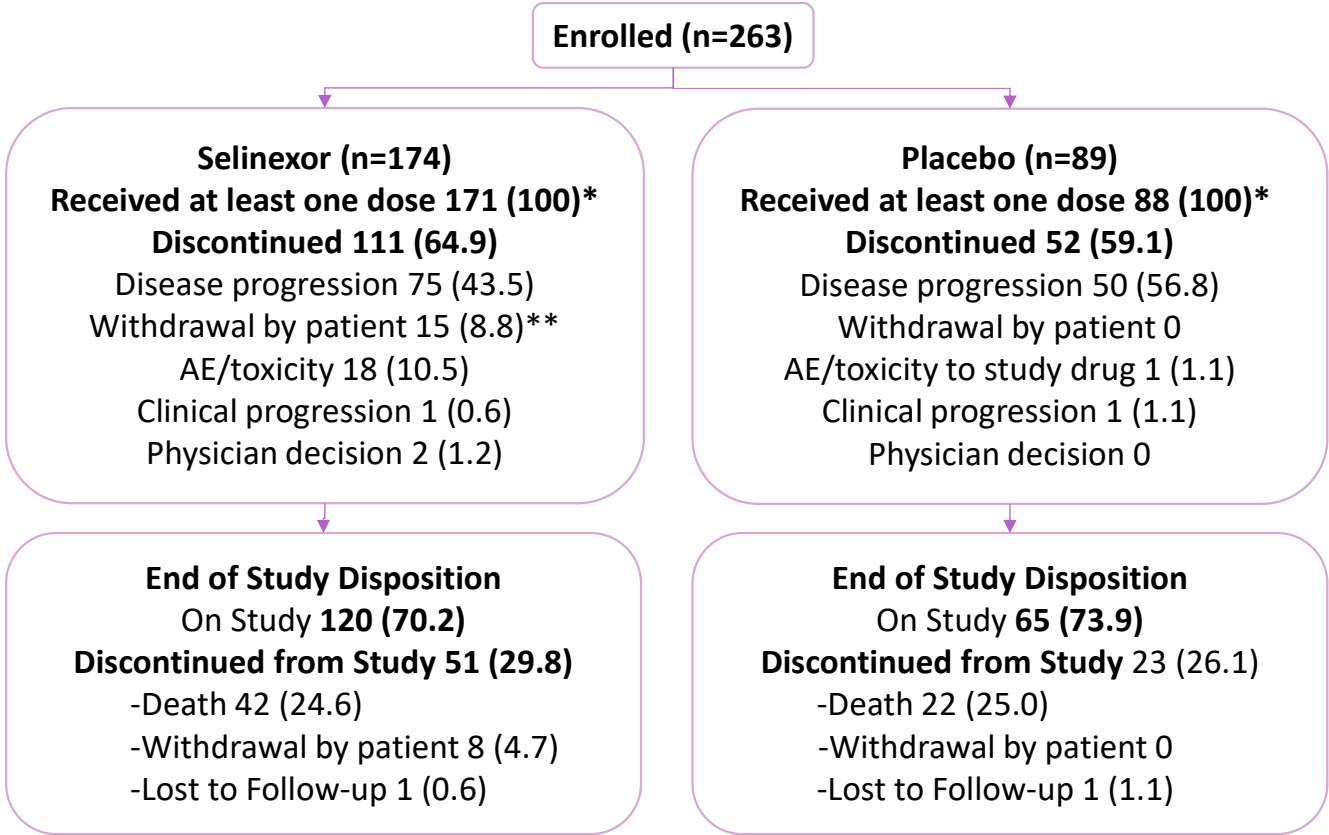 Enrolled (n=263)
Selinexor (n=174)
Received at least one dose 171 (100)*
Discontinued 111 (64.9)
Disease progression 75 (43.5)
Withdrawal by patient 15 (8.8)**
AE/toxicity 18 (10.5)
Clinical progression 1 (0.6)
Physician decision 2 (1.2)
Placebo (n=89)
Received at least one dose 88 (100)*
Discontinued 52 (59.1)
Disease progression 50 (56.8)
Withdrawal by patient 0
AE/toxicity to study drug 1 (1.1)
Clinical progression 1 (1.1)
Physician decision 0
End of Study Disposition
On Study 120 (70.2)
Discontinued from Study 51 (29.8)
-Death 42 (24.6)
-Withdrawal by patient 8 (4.7)
-Lost to Follow-up 1 (0.6)
End of Study Disposition
On Study 65 (73.9)
Discontinued from Study 23 (26.1)
-Death 22 (25.0)
-Withdrawal by patient 0
-Lost to Follow-up 1 (1.1)